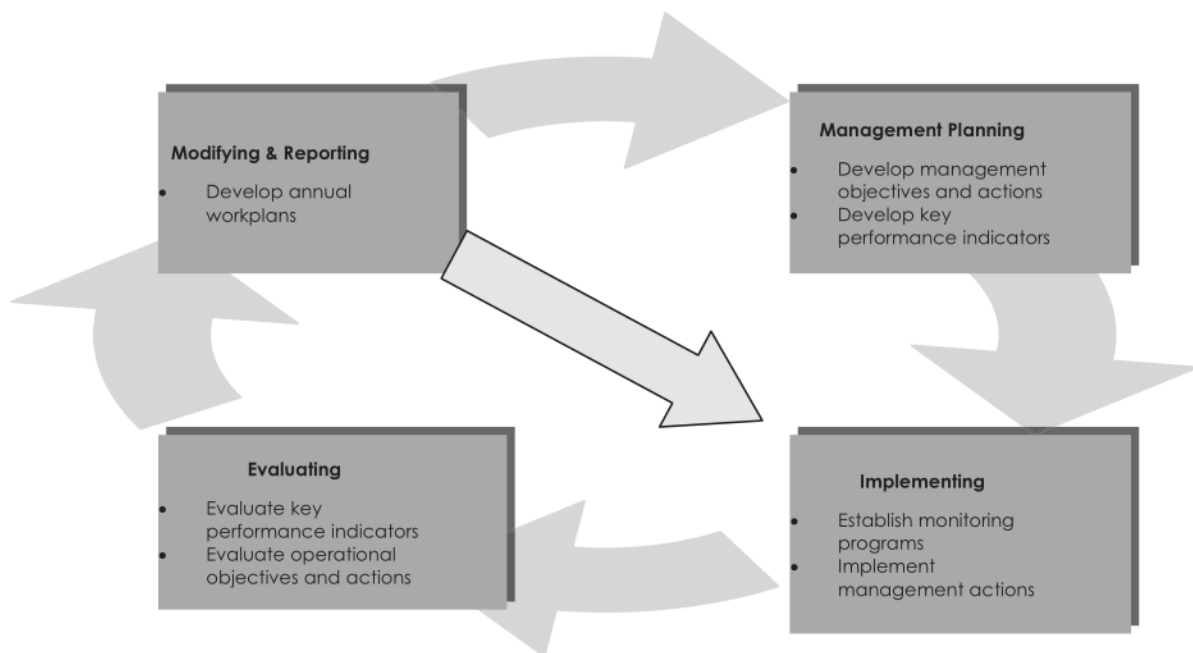 Modifying & Reporting
• Develop annual
workplans
Management Planning
• Develop management
objectives and actions
• Develop key
performance indicators
Evaluating
• Evaluate key
performance indicators
• Evaluate operational
objectives and actions
Implementing
• Establish monitoring
programs
• Implement
management actions